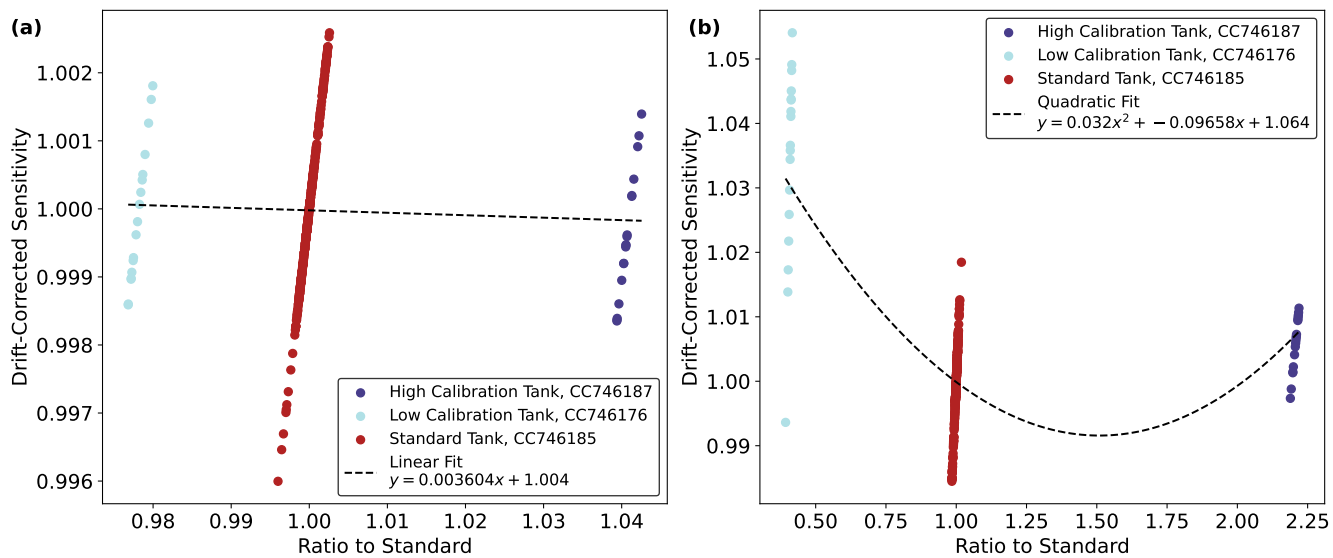 (a)
Drift-Corrected Sensitivity
1.002
1.001
1.000
0.999
0.998
0.997
0.996
0.98
0.99
1.00
1.01
1.02
1.03
1.04
Ratio to Standard
High Calibration Tank, CC746187
Low Calibration Tank, CC746176
Standard Tank, CC746185
Linear Fit
y = 0.003604x + 1.004
(b)
Drift-Corrected Sensitivity
1.05
1.04
1.03
1.02
1.01
1.00
0.99
0.50
0.75
1.00
1.25
1.50
1.75
2.00
2.25
Ratio to Standard
High Calibration Tank, CC746187
Low Calibration Tank, CC746176
Standard Tank, CC746185
Quadratic Fit
y = 0.032x² + −0.09658x + 1.064